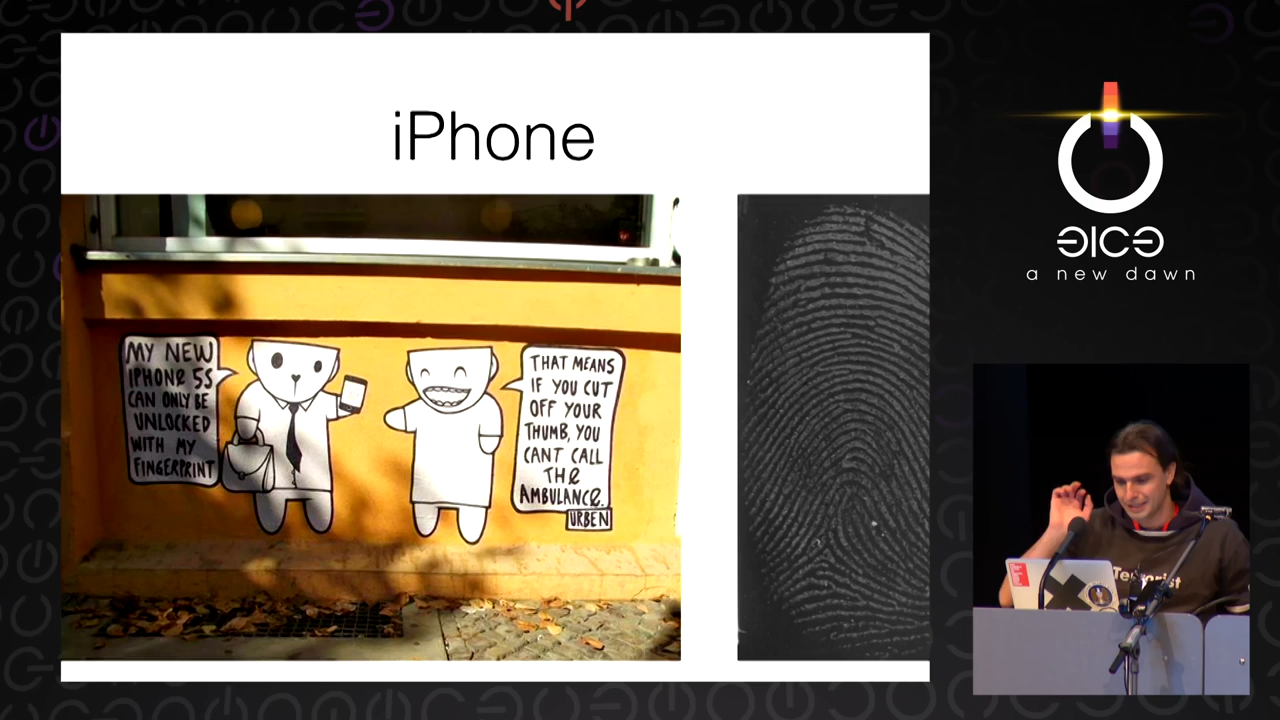 iPhone
MY NEW
IPHONE 5S
CAN ONLY BE
UNLOCKED
WITH MY
FINGERPRINT
THAT MEANS
IF YOU CUT
OFF YOUR
THUMB, YOU
CANT CALL
THE
AMBULANCE.
URBEN
a new dawn